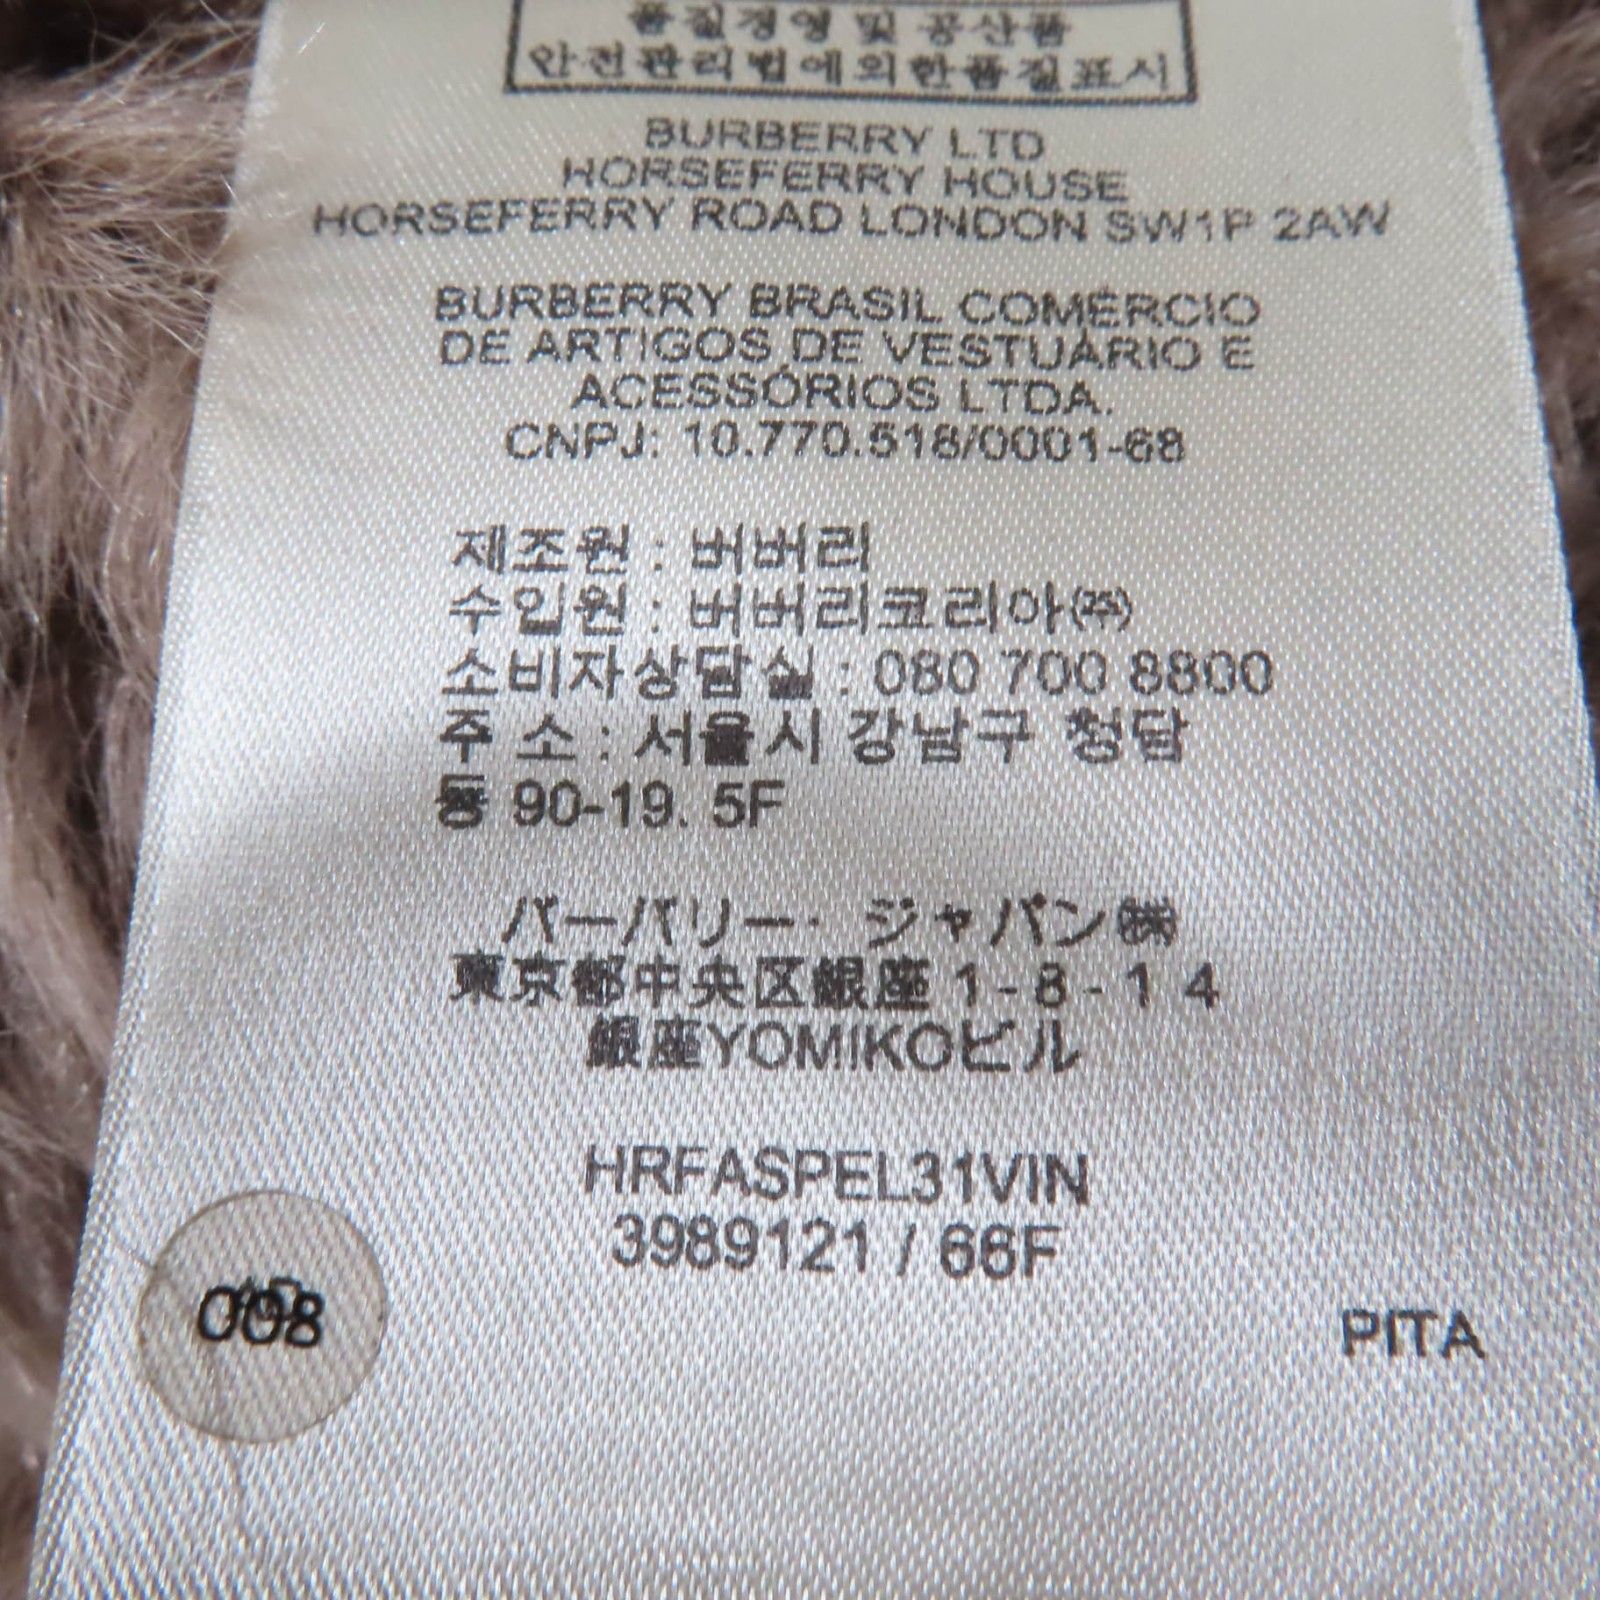 품질경영 및 공산품
안전관리법에의한품질표시
BURBERRY LTD
HORSEFERRY HOUSE
HORSEFERRY ROAD LONDON SW1P 2AW
BURBERRY BRASIL COMÉRCIO
DE ARTIGOS DE VESTUÁRIO E
ACESSÓRIOS LTDA.
CNPJ: 10.770.518/0001-68
제조원 : 버버리
수입원 : 버버리코리아㈜
소비자상담실 : 080 700 8800
주 소 : 서울시 강남구 청담
동 90-19. 5F
バーバリー・ジャパン㈱
東京都中央区銀座1-8-14
銀座YOMIKOビル
HRFASPEL31VIN
3989121 / 66F
008
PITA